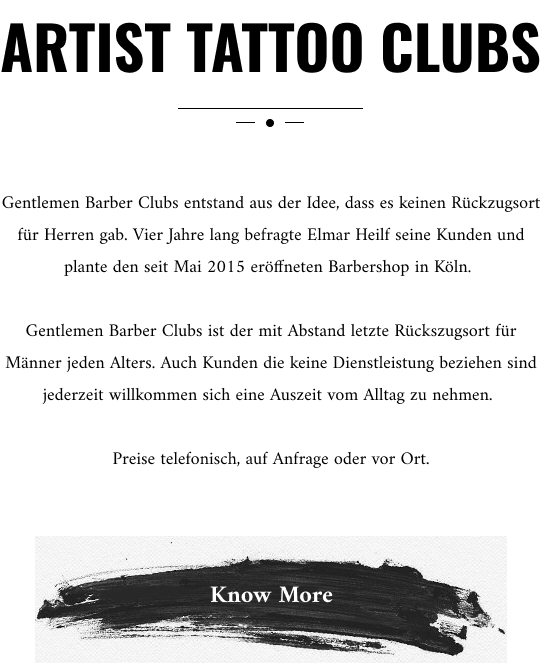 ARTIST TATTOO CLUBS
Gentlemen Barber Clubs entstand aus der Idee, dass es keinen Rückzugsort
für Herren gab. Vier Jahre lang befragte Elmar Heilf seine Kunden und
plante den seit Mai 2015 eröffneten Barbershop in Köln.
Gentlemen Barber Clubs ist der mit Abstand letzte Rückszugsort für
Männer jeden Alters. Auch Kunden die keine Dienstleistung beziehen sind
jederzeit willkommen sich eine Auszeit vom Alltag zu nehmen.
Preise telefonisch, auf Anfrage oder vor Ort.
Know More